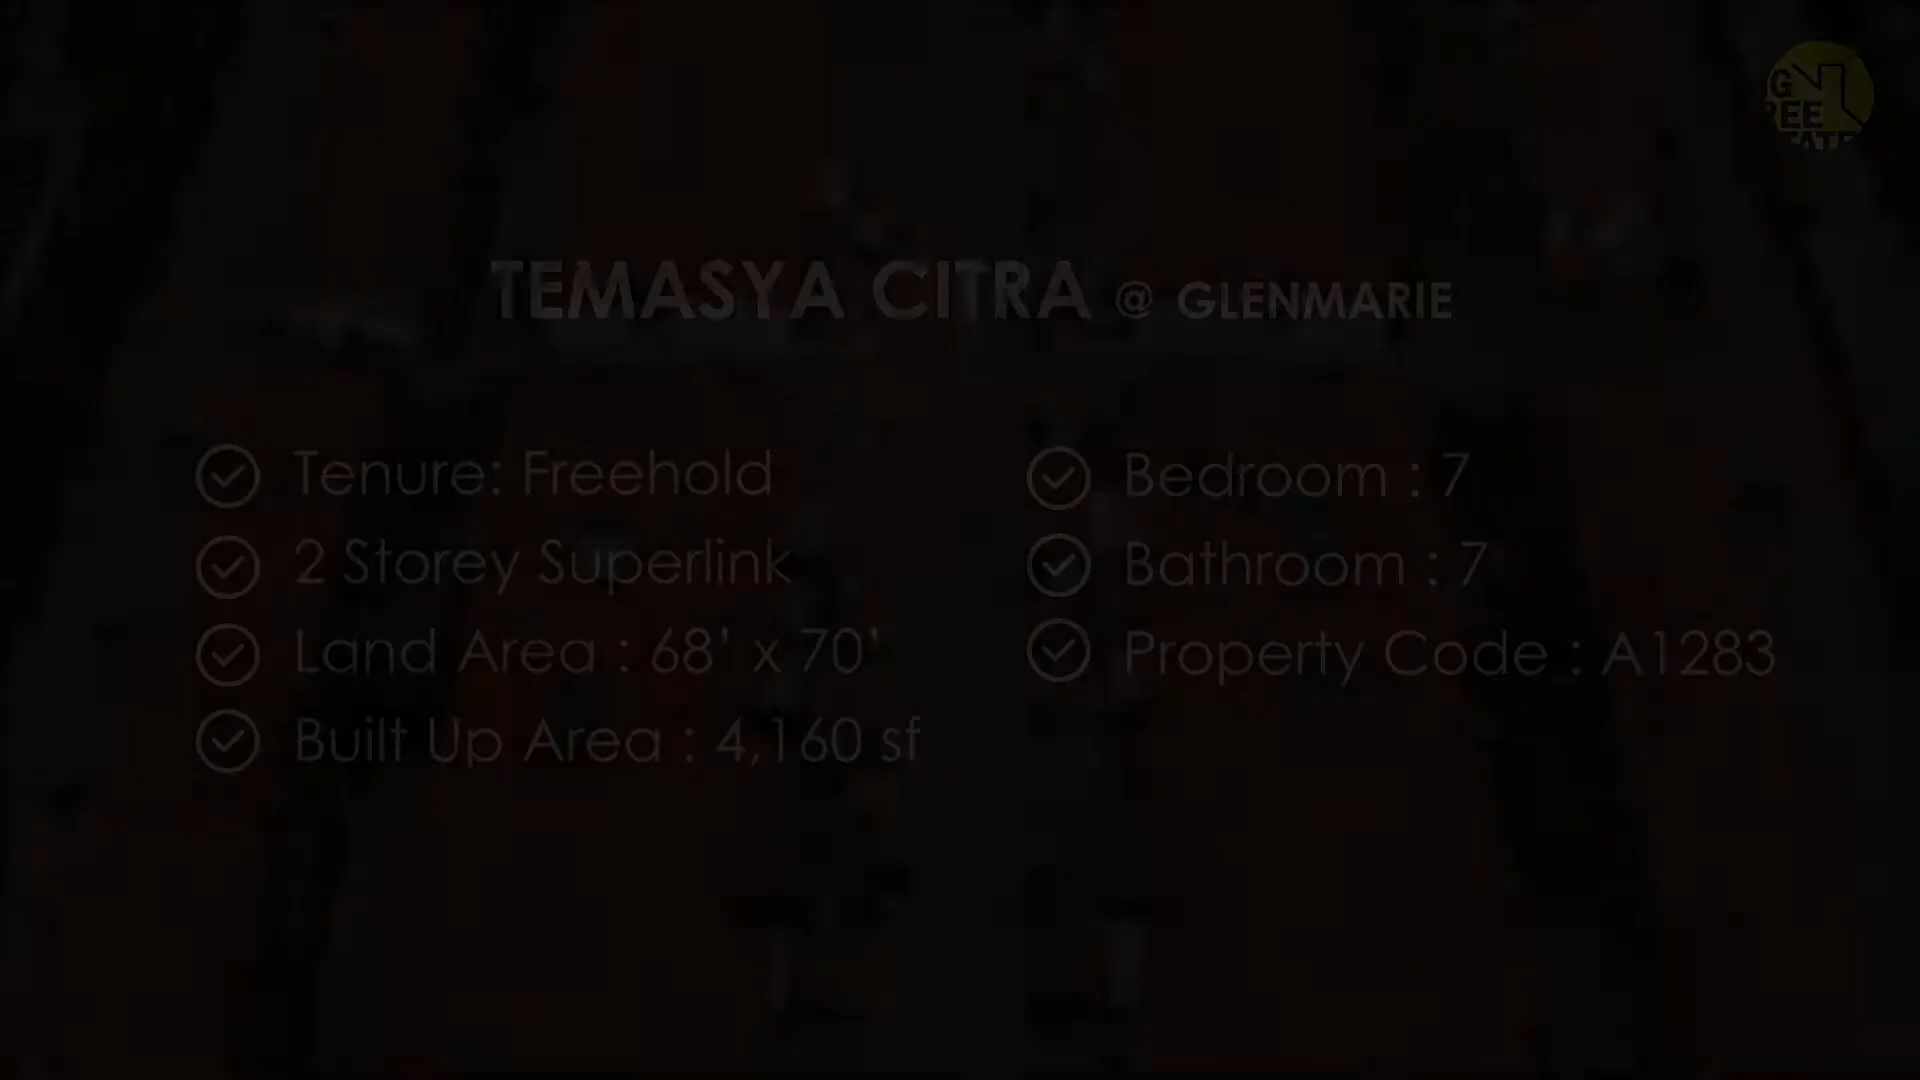 G
REE
TEMASYA CITRA @ GLENMARIE
Tenure: Freehold
2 Storey Superlink
Land Area : 68' x 70'
Built Up Area : 4,160 sf
Bedroom : 7
Bathroom : 7
Property Code : A1283